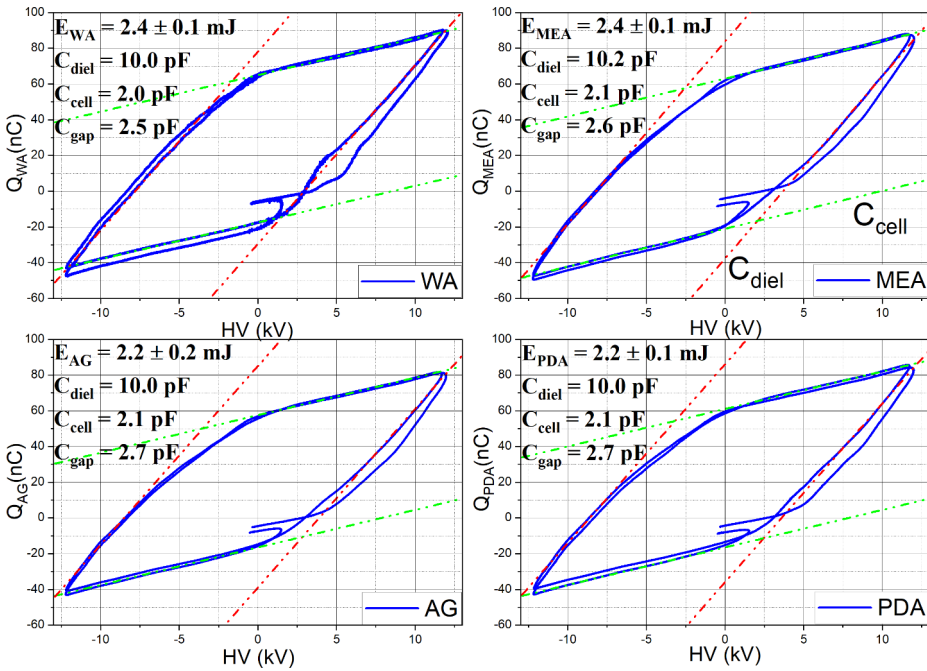 E_WA = 2.4 ± 0.1 mJ
C_diel = 10.0 pF
C_cell = 2.0 pF
C_gap = 2.5 pF
Q_WA(nC)
100
80
60
40
20
0
-20
-40
-60
-10 -5 0 5 10
HV (kV)
WA
E_MEA = 2.4 ± 0.1 mJ
C_diel = 10.2 pF
C_cell = 2.1 pF
C_gap = 2.6 pF
Q_MEA(nC)
100
80
60
40
20
0
-20
-40
-60
-10 -5 0 5 10
HV (kV)
C_cell
C_diel
MEA
E_AG = 2.2 ± 0.2 mJ
C_diel = 10.0 pF
C_cell = 2.1 pF
C_gap = 2.7 pF
Q_AG(nC)
100
80
60
40
20
0
-20
-40
-60
-10 -5 0 5 10
HV (kV)
AG
E_PDA = 2.2 ± 0.1 mJ
C_diel = 10.0 pF
C_cell = 2.1 pF
C_gap = 2.7 pF
Q_PDA(nC)
100
80
60
40
20
0
-20
-40
-60
-10 -5 0 5 10
HV (kV)
PDA